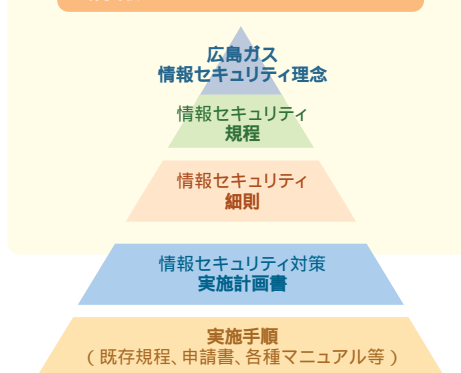 広島ガス
情報セキュリティ理念
情報セキュリティ
規程
情報セキュリティ
細則
情報セキュリティ対策
実施計画書
実施手順
(既存規程、申請書、各種マニュアル等)